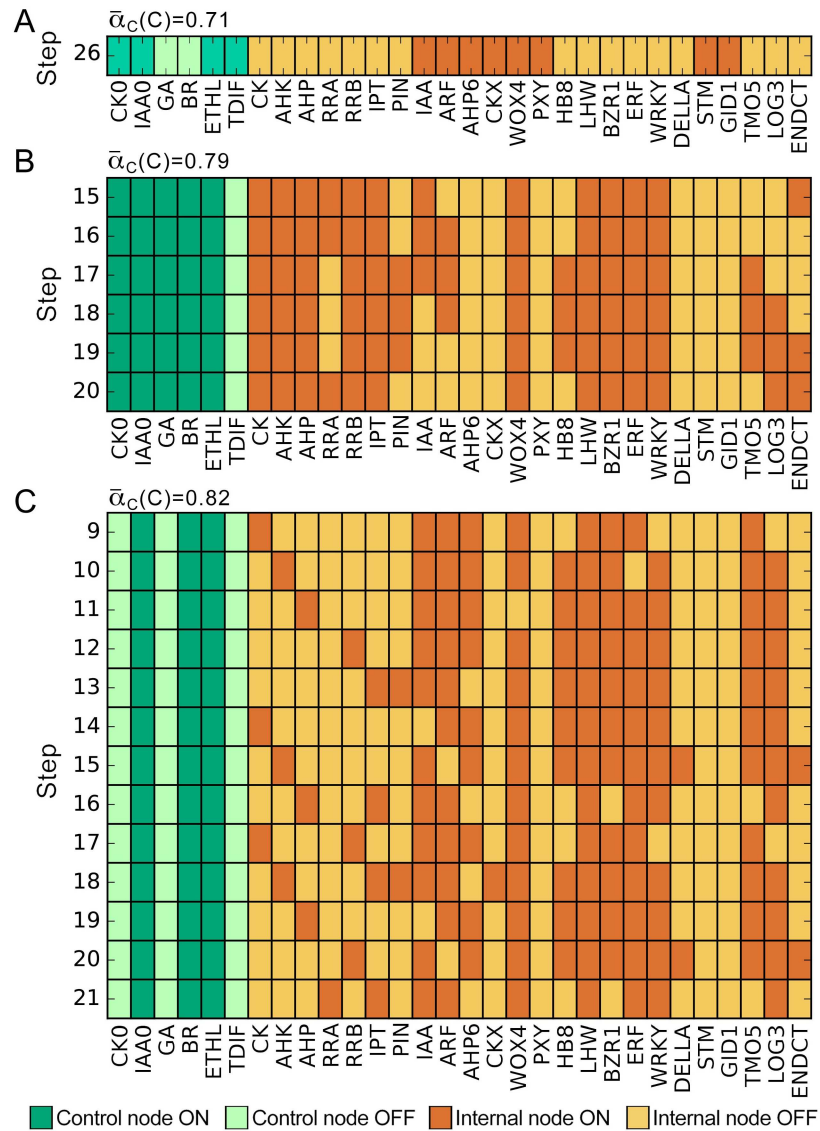 A
ᾱC(C)=0.71
Step
26
CK0 IAA0 GA BR ETHL TDIF CK AHK AHP RRA RRB IPT PIN IAA ARF AHP6 CKX WOX4 PXY HB8 LHW BZR1 ERF WRKY DELLA STM GID1 TMO5 LOG3 ENDCT
ᾱC(C)=0.79
B
Step
15
16
17
18
19
20
CK0 IAA0 GA BR ETHL TDIF CK AHK AHP RRA RRB IPT PIN IAA ARF AHP6 CKX WOX4 PXY HB8 LHW BZR1 ERF WRKY DELLA STM GID1 TMO5 LOG3 ENDCT
C
ᾱC(C)=0.82
Step
9
10
11
12
13
14
15
16
17
18
19
20
21
CK0 IAA0 GA BR ETHL TDIF CK AHK AHP RRA RRB IPT PIN IAA ARF AHP6 CKX WOX4 PXY HB8 LHW BZR1 ERF WRKY DELLA STM GID1 TMO5 LOG3 ENDCT
Control node ON Control node OFF Internal node ON Internal node OFF